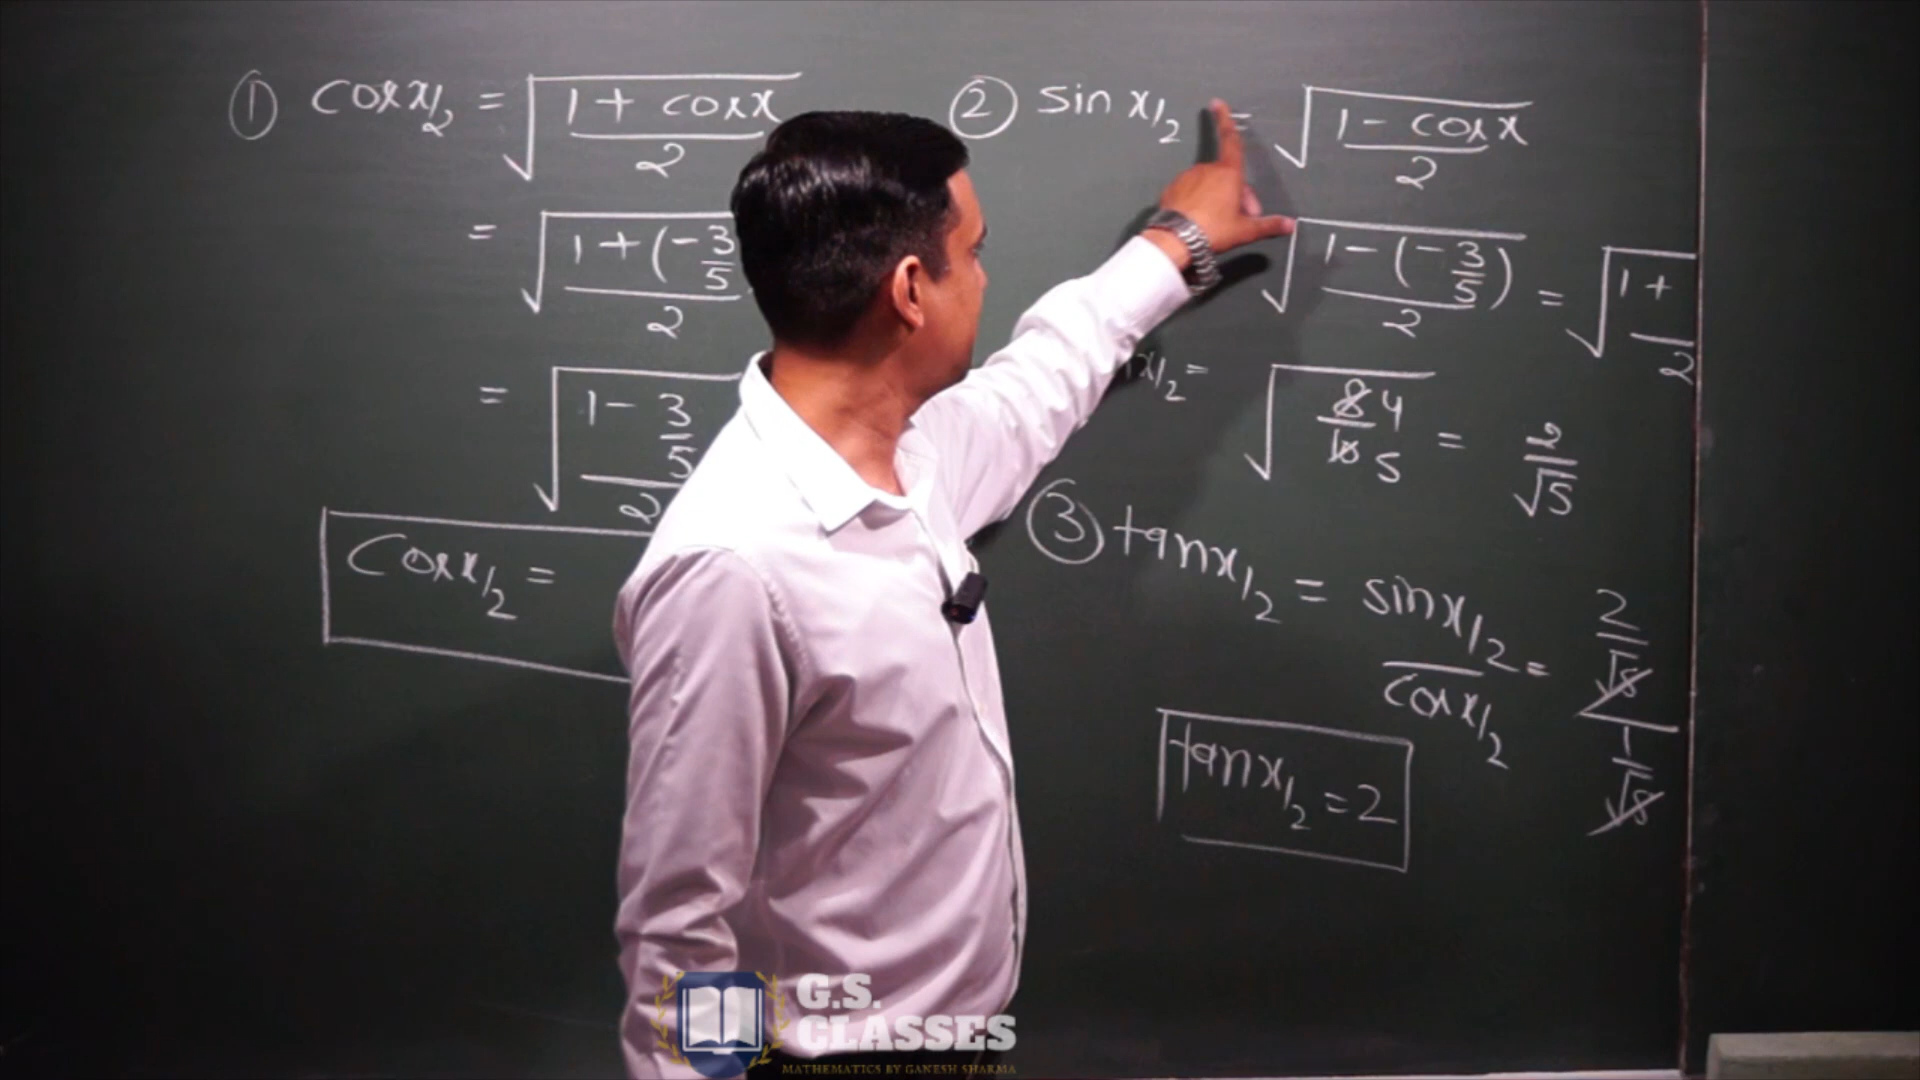 ① cos x/2 = √(1 + cos x / 2)
= √(1 + (-3/5 / 2
= √(1 - 3/5 / 2
cos x/2 =
② sin x/2 = √(1 - cos x / 2)
√(1 - (-3/5) / 2) = √(1 + / 2
x/2 = √(8 4 / 10 5) = 2/√5
③ tan x/2 = sin x/2 / cos x/2 = 2/√5 / 1/√5
tan x/2 = 2
G.S.
CLASSES
MATHEMATICS BY GANESH SHARMA